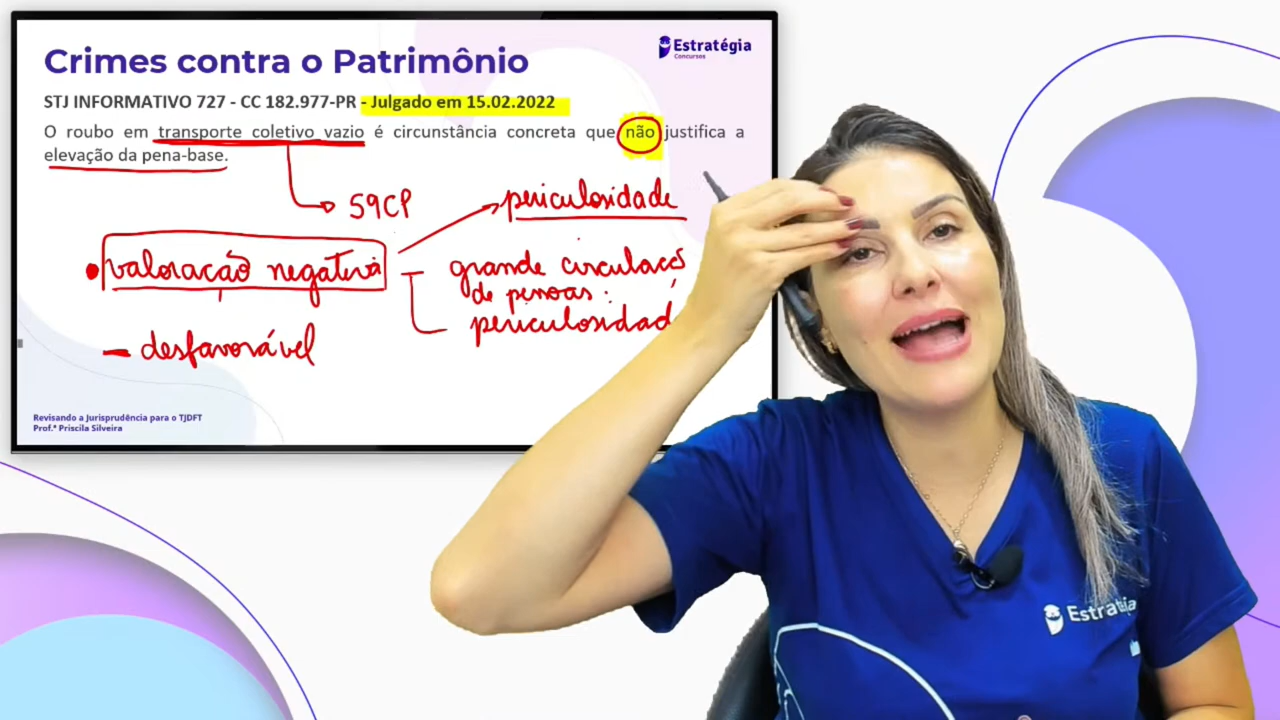 Crimes contra o Patrimônio
Estratégia
Concursos
STJ INFORMATIVO 727 - CC 182.977-PR - Julgado em 15.02.2022
O roubo em transporte coletivo vazio é circunstância concreta que não justifica a
elevação da pena-base.
59CP
periculosidade
valoração negativa
grande circulaçõ
de pessoas.
periculosidad
- desfavorável
Revisando a Jurisprudência para o TJDFT
Prof.ª Priscila Silveira
Estratégia